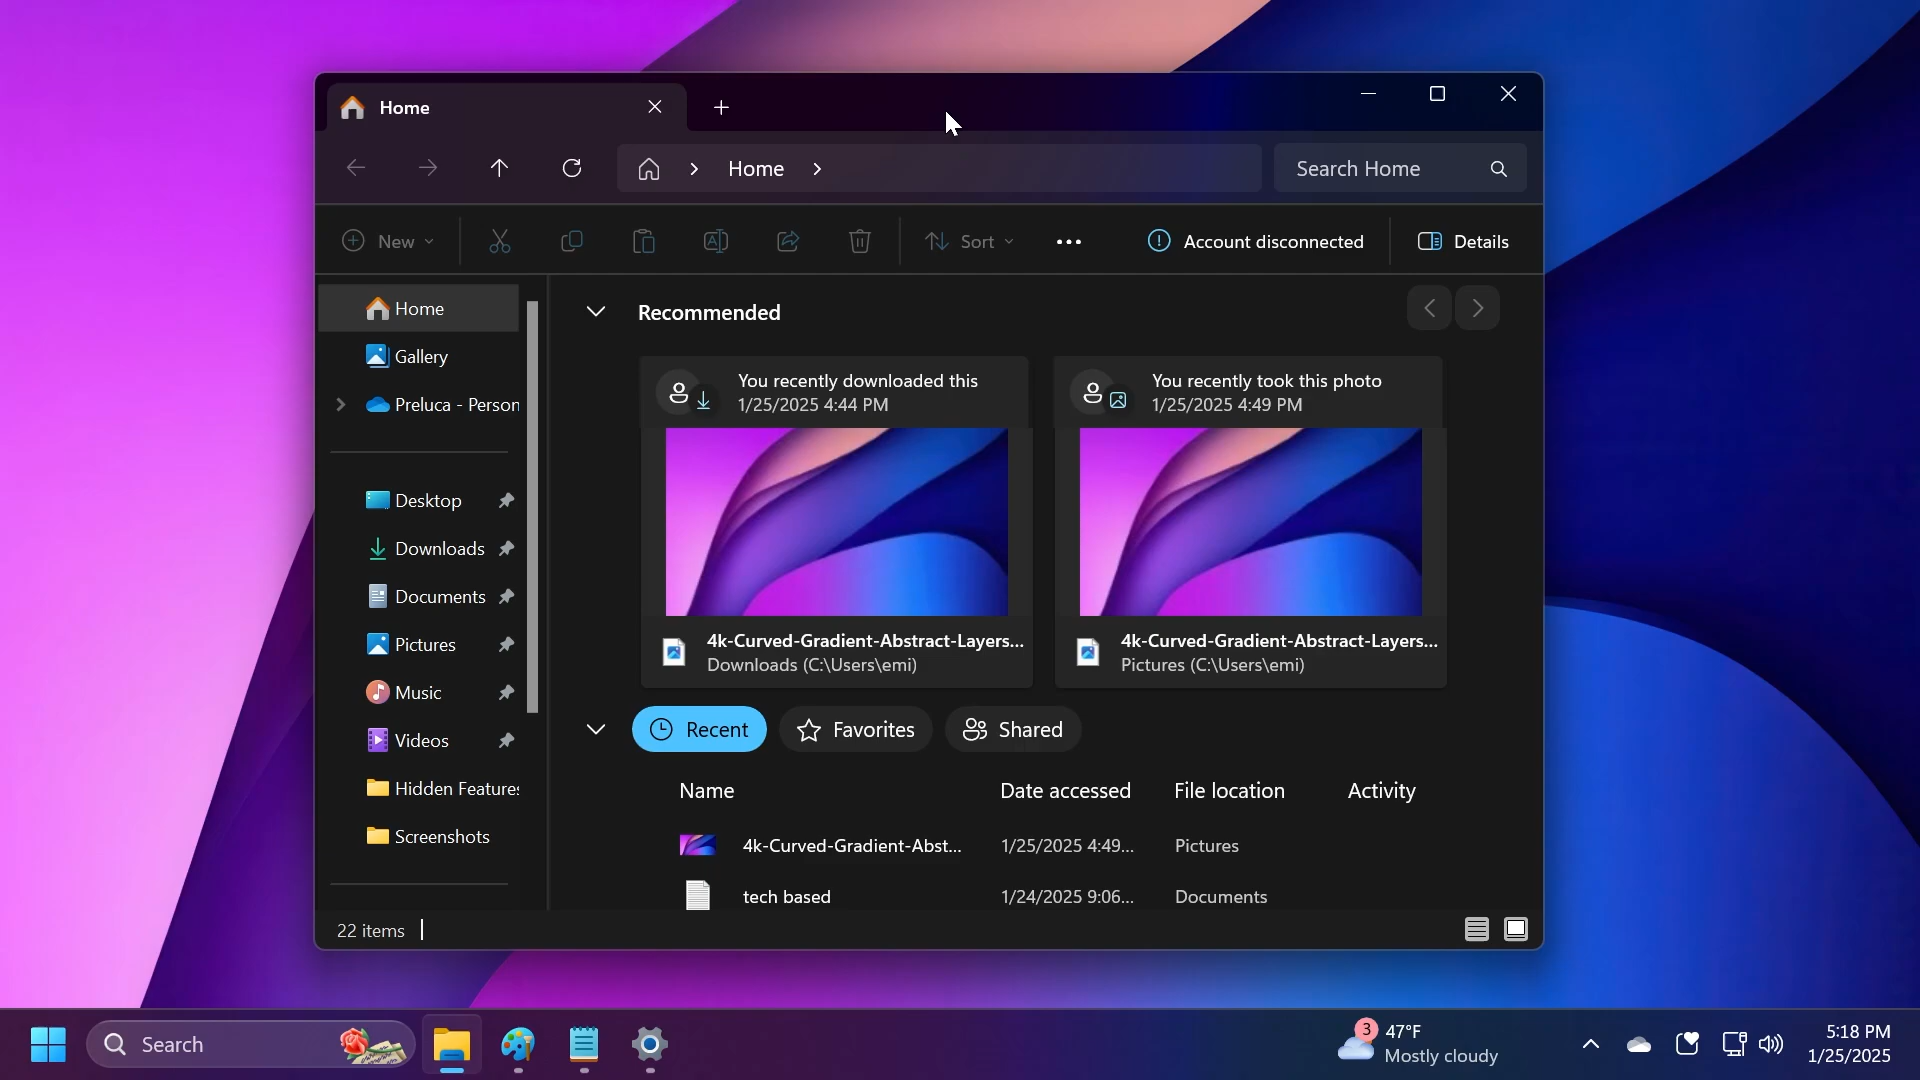 Home
Home
Search Home
New
Sort
Account disconnected
Details
Home
Gallery
Preluca - Person
Desktop
Downloads
Documents
Pictures
Music
Videos
Hidden Features
Screenshots
Recommended
You recently downloaded this
1/25/2025 4:44 PM
4k-Curved-Gradient-Abstract-Layers...
Downloads (C:\Users\emi)
You recently took this photo
1/25/2025 4:49 PM
4k-Curved-Gradient-Abstract-Layers...
Pictures (C:\Users\emi)
Recent
Favorites
Shared
Name Date accessed File location Activity
4k-Curved-Gradient-Abst... 1/25/2025 4:49... Pictures
tech based 1/24/2025 9:06... Documents
22 items
Search
3
47°F
Mostly cloudy
5:18 PM
1/25/2025